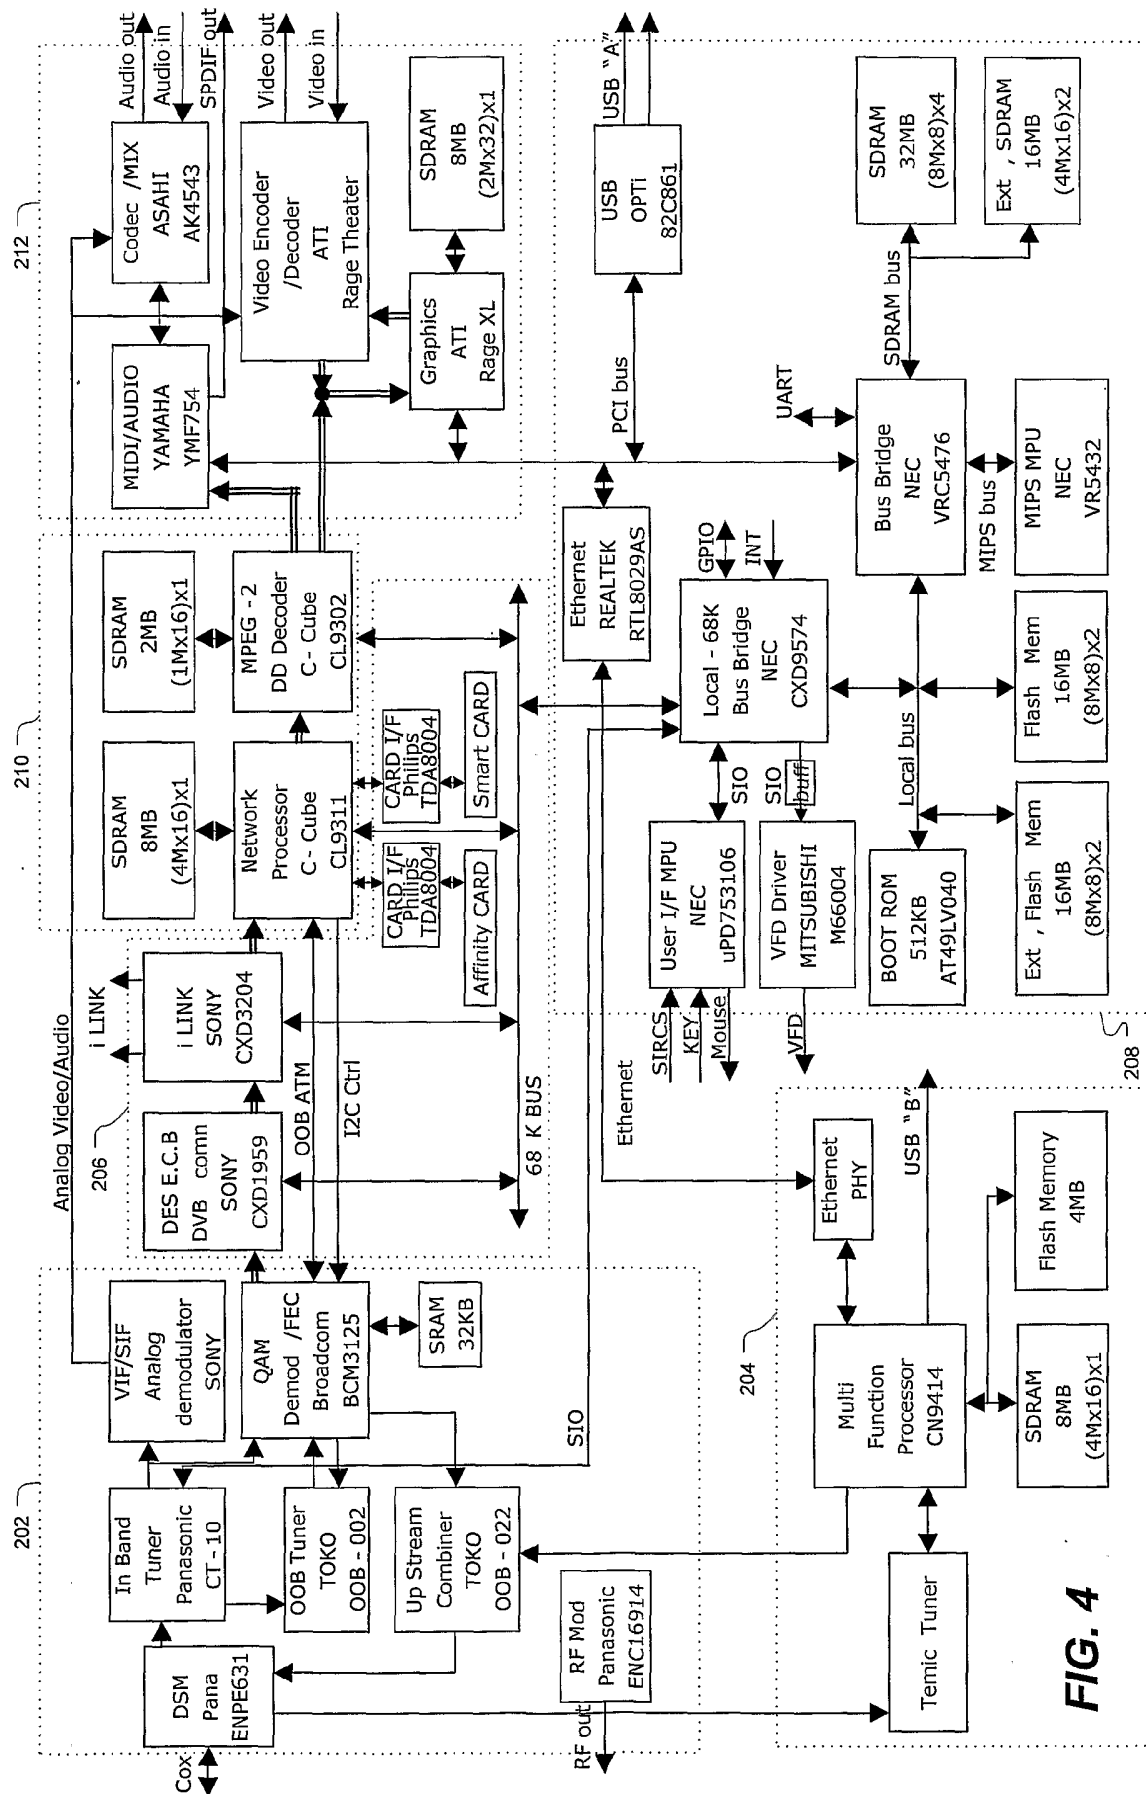 202
Cox
DSM
Pana
ENPE631
In Band
Tuner
Panasonic
CT - 10
VIF/SIF
Analog
demodulator
SONY
QAM
Demod /FEC
Broadcom
BCM3125
SRAM
32KB
OOB Tuner
TOKO
OOB - 002
Up Stream
Combiner
TOKO
OOB - 022
RF Mod
Panasonic
ENC16914
RF out
SIO
Analog Video/Audio
206
DES E.C.B
DVB comn
SONY
CXD1959
i LINK
i LINK
SONY
CXD3204
OOB ATM
I2C Ctrl
68 K BUS
210
SDRAM
8MB
(4Mx16)x1
SDRAM
2MB
(1Mx16)x1
Network
Processor
C- Cube
CL9311
MPEG - 2
DD Decoder
C- Cube
CL9302
CARD I/F
Philips
TDA8004
Affinity CARD
CARD I/F
Philips
TDA8004
Smart CARD
212
MIDI/AUDIO
YAMAHA
YMF754
Codec /MIX
ASAHI
AK4543
Audio out
Audio in
SPDIF out
Video out
Video in
Video Encoder
/Decoder
ATI
Rage Theater
Graphics
ATI
Rage XL
SDRAM
8MB
(2Mx32)x1
204
Temic Tuner
Multi
Function
Processor
CN9414
Ethernet
PHY
USB "B"
SDRAM
8MB
(4Mx16)x1
Flash Memory
4MB
208
Ethernet
Ethernet
REALTEK
RTL8029AS
PCI bus
USB
OPTi
82C861
USB "A"
SIRCS
KEY
Mouse
VFD
User I/F MPU
NEC
uPD753106
VFD Driver
MITSUBISHI
M66004
SIO
SIO
buff
Local - 68K
Bus Bridge
NEC
CXD9574
GPIO
INT
UART
Bus Bridge
NEC
VRC5476
SDRAM bus
SDRAM
32MB
(8Mx8)x4
Ext , SDRAM
16MB
(4Mx16)x2
MIPS bus
MIPS MPU
NEC
VR5432
Local bus
BOOT ROM
512KB
AT49LV040
Ext , Flash Mem
16MB
(8Mx8)x2
Flash Mem
16MB
(8Mx8)x2
FIG. 4